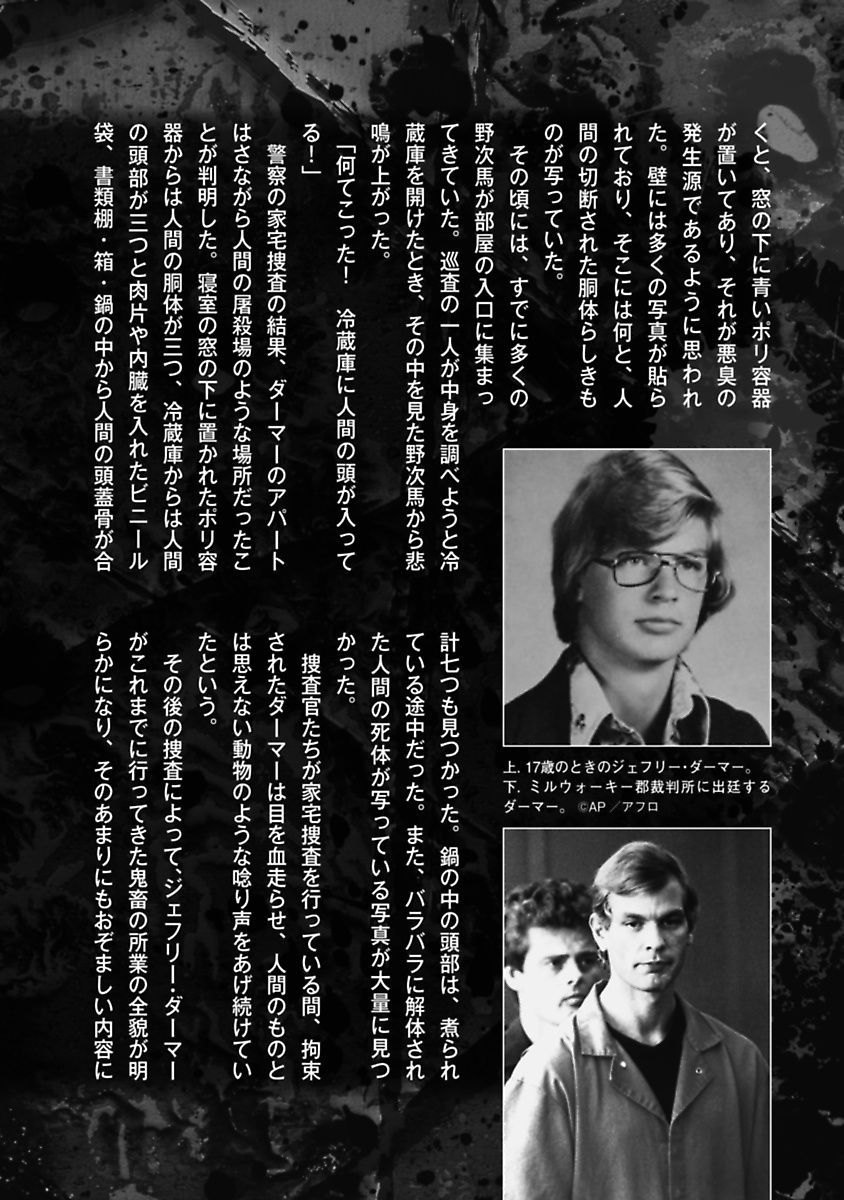 くと、窓の下に青いポリ容器
が置いてあり、それが悪臭の
発生源であるように思われ
た。壁には多くの写真が貼ら
れており、そこには何と、人
間の切断された胴体らしきも
のが写っていた。
その頃には、すでに多くの
野次馬が部屋の入口に集まっ
てきていた。巡査の一人が中身を調べようと冷
蔵庫を開けたとき、その中を見た野次馬から悲
鳴が上がった。
「何てこった!　冷蔵庫に人間の頭が入って
る!」
警察の家宅捜査の結果、ダーマーのアパート
はさながら人間の屠殺場のような場所だったこ
とが判明した。寝室の窓の下に置かれたポリ容
器からは人間の胴体が三つ、冷蔵庫からは人間
の頭部が三つと肉片や内臓を入れたビニール
袋、書類棚・箱・鍋の中から人間の頭蓋骨が合
計七つも見つかった。鍋の中の頭部は、煮られ
ている途中だった。また、バラバラに解体され
た人間の死体が写っている写真が大量に見つ
かった。
捜査官たちが家宅捜査を行っている間、拘束
されたダーマーは目を血走らせ、人間のものと
は思えない動物のような唸り声をあげ続けてい
たという。
その後の捜査によって、ジェフリー・ダーマー
がこれまでに行ってきた鬼畜の所業の全貌が明
らかになり、そのあまりにもおぞましい内容に
上. 17歳のときのジェフリー・ダーマー。
下. ミルウォーキー郡裁判所に出廷する
ダーマー。 ©AP／アフロ